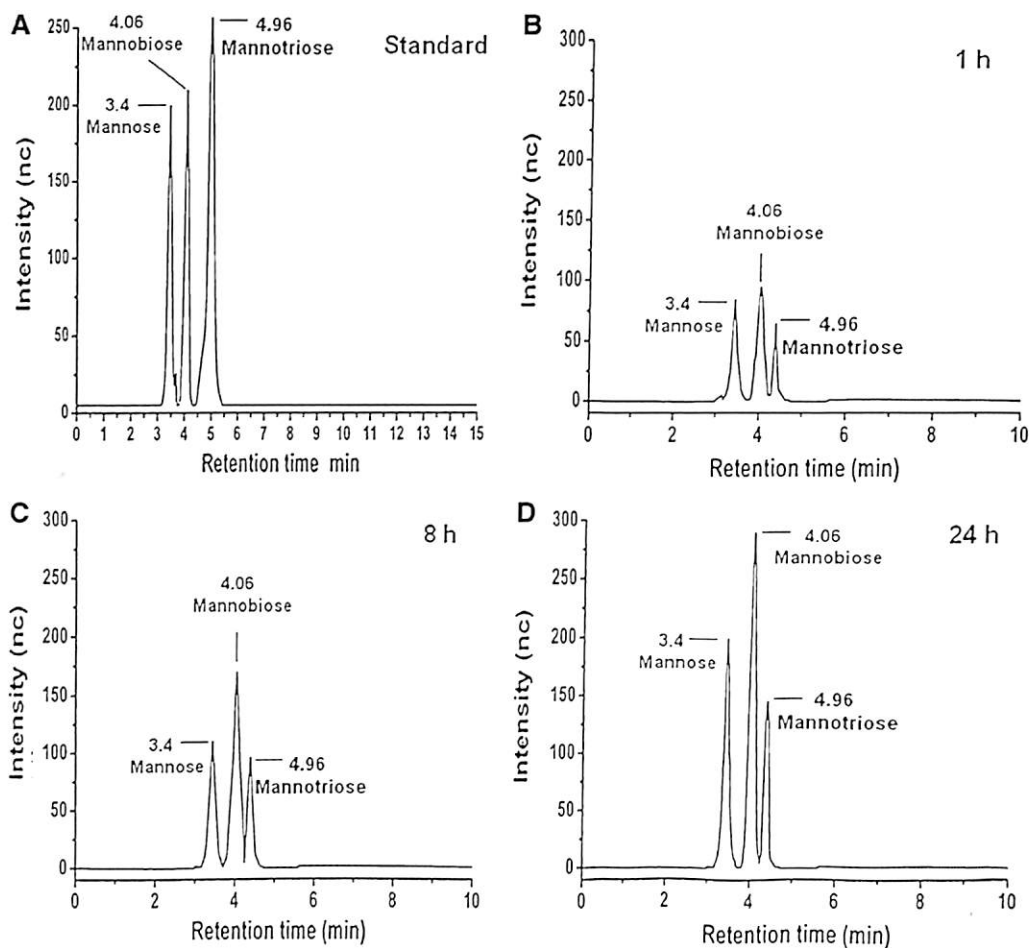 A
Standard
4.06
Mannobiose
4.96
Mannotriose
3.4
Mannose
Intensity (nc)
250
200
150
100
50
0
0 1 2 3 4 5 6 7 8 9 10 11 12 13 14 15
Retention time min
B
1 h
4.06
Mannobiose
3.4
Mannose
4.96
Mannotriose
Intensity (nc)
300
250
200
150
100
50
0
0 2 4 6 8 10
Retention time (min)
C
8 h
4.06
Mannobiose
3.4
Mannose
4.96
Mannotriose
Intensity (nc)
300
250
200
150
100
50
0
0 2 4 6 8 10
Retention time (min)
D
24 h
4.06
Mannobiose
3.4
Mannose
4.96
Mannotriose
Intensity (nc)
300
250
200
150
100
50
0
0 2 4 6 8 10
Retention time (min)